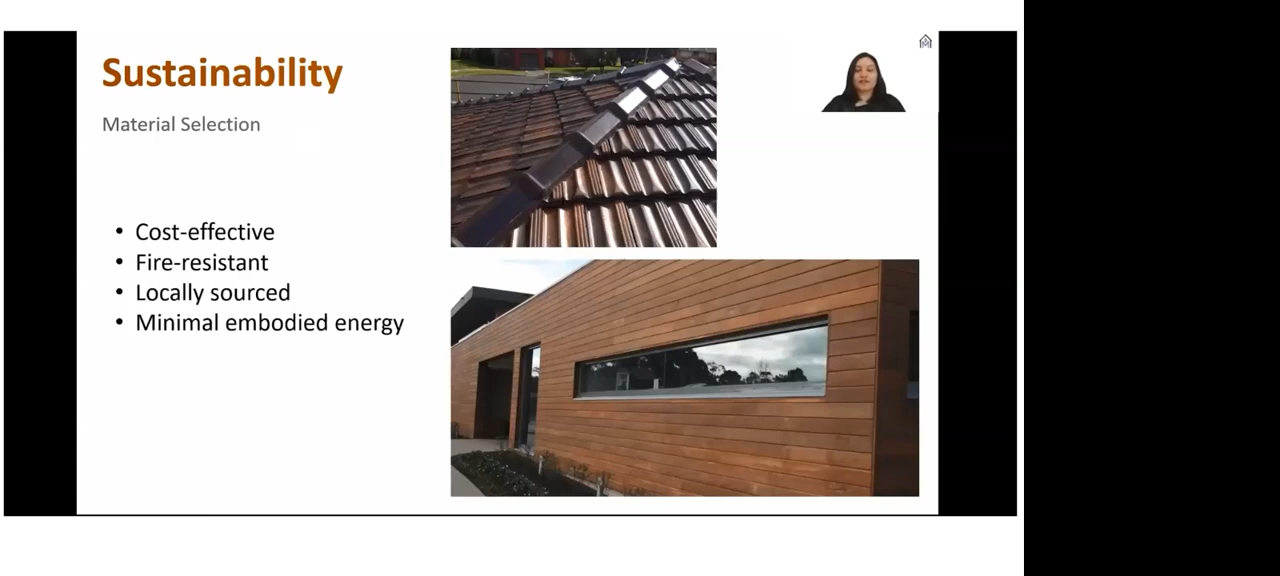 Sustainability
Material Selection
• Cost-effective
• Fire-resistant
• Locally sourced
• Minimal embodied energy